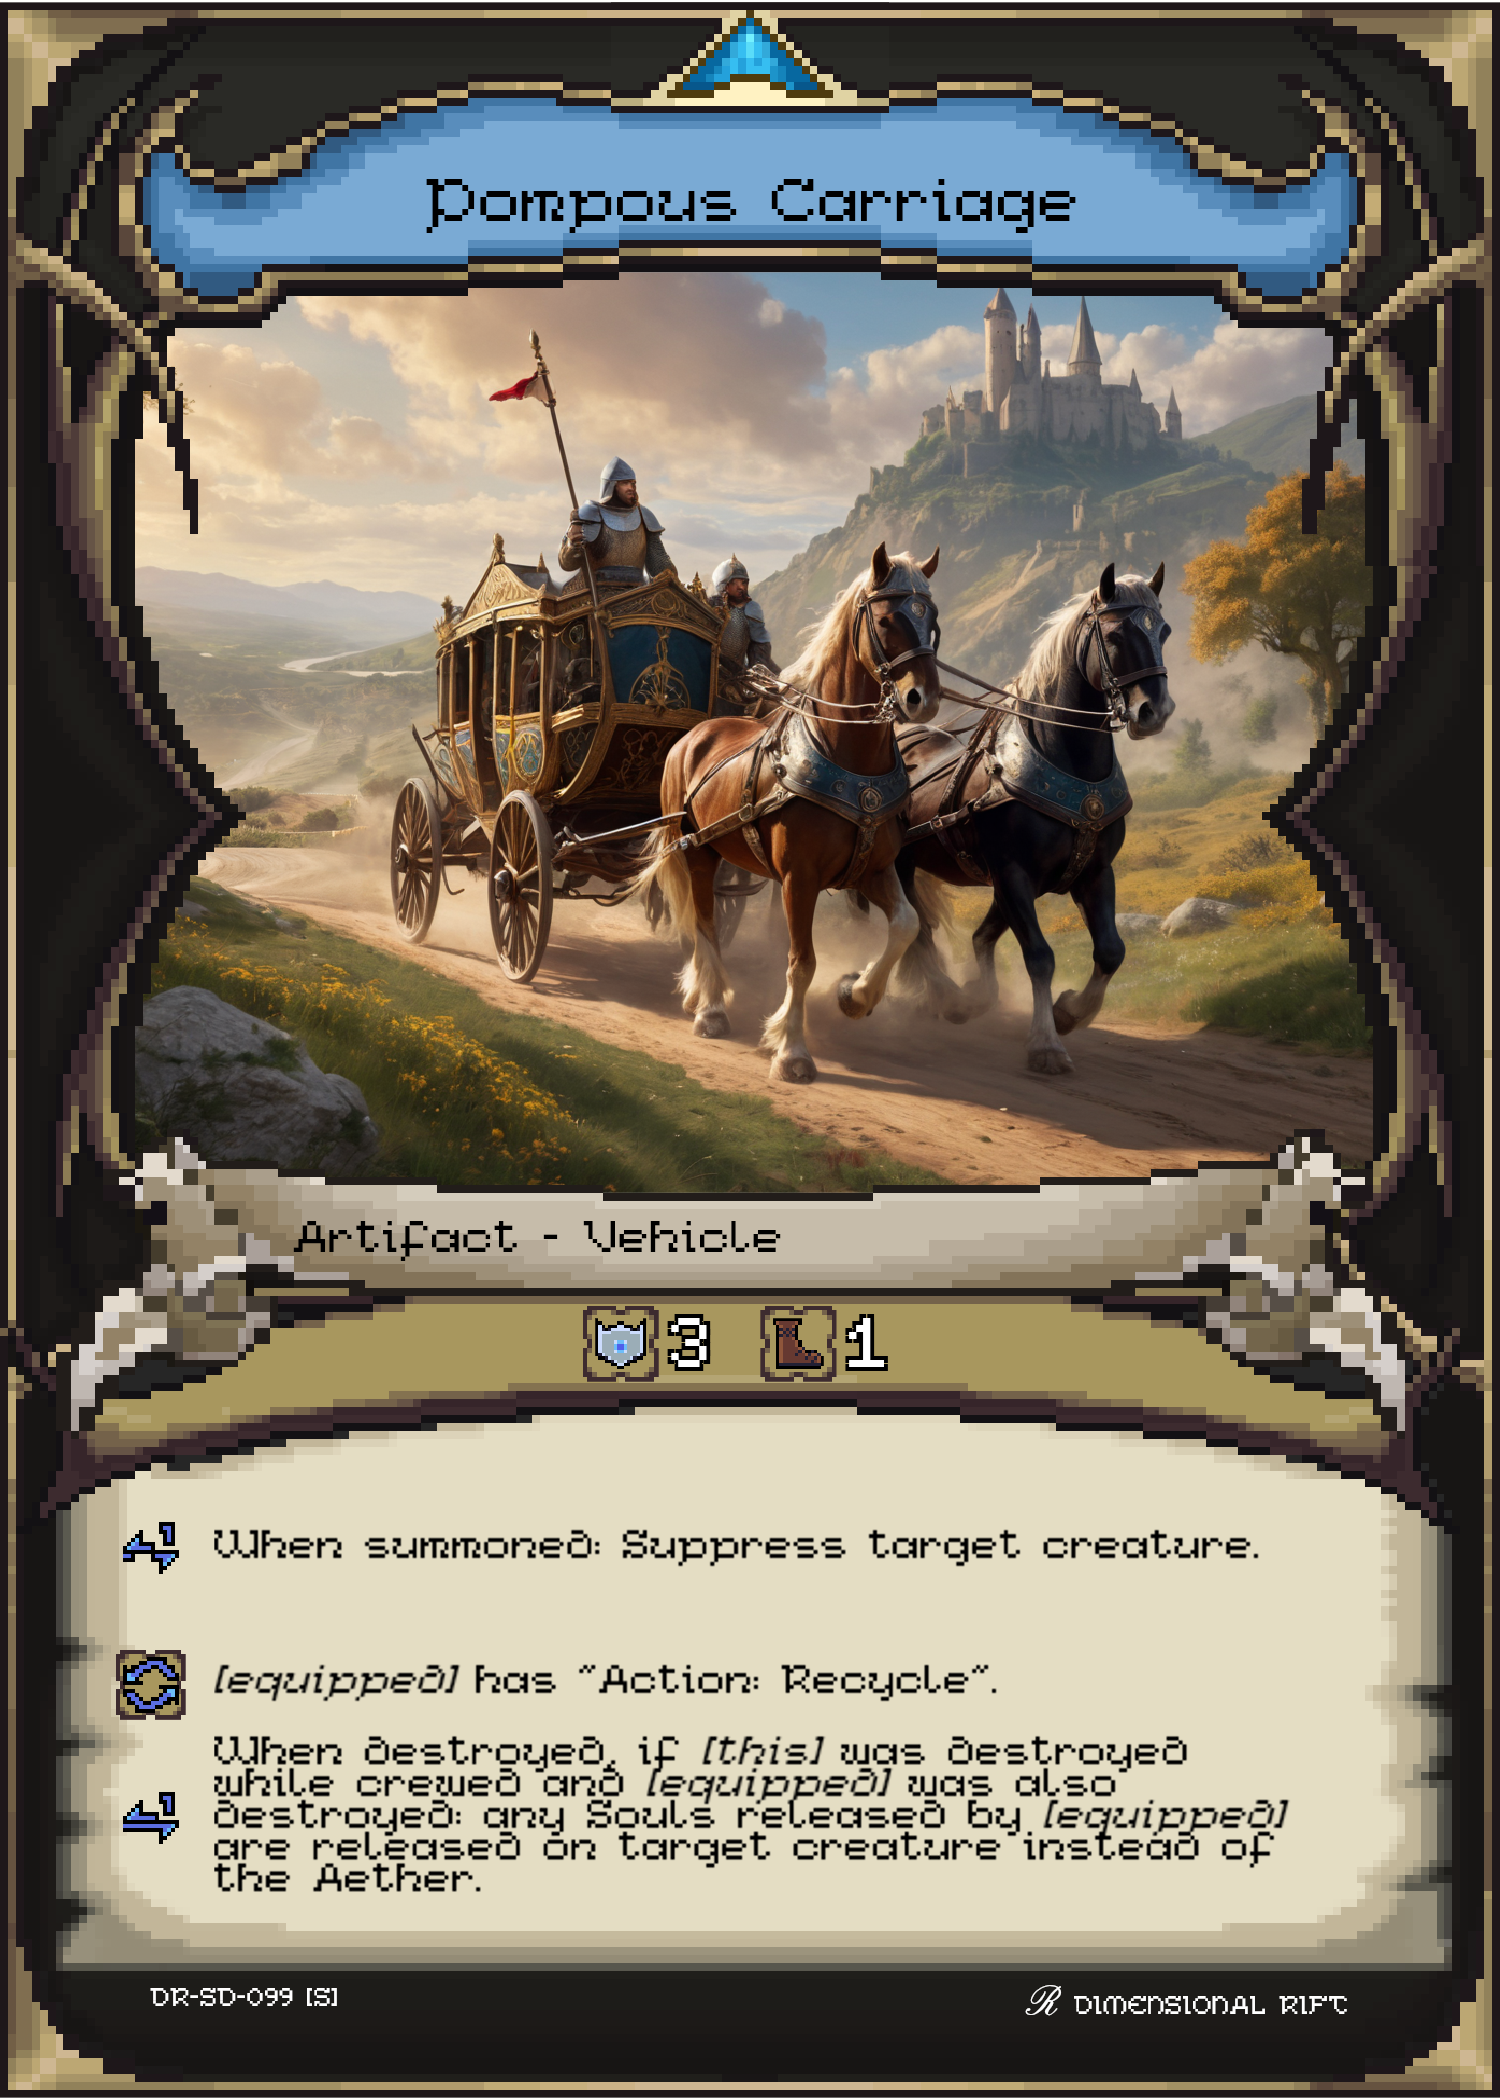 Pompous Carriage
Artifact - Vehicle
3 1
When summoned: Suppress target creature.
[equipped] has "Action: Recycle".
When destroyed, if [this] was destroyed
while crewed and [equipped] was also
destroyed: any Souls released by [equipped]
are released on target creature instead of
the Aether.
DR-SD-099 [S]
R DIMENSIONAL RIFT